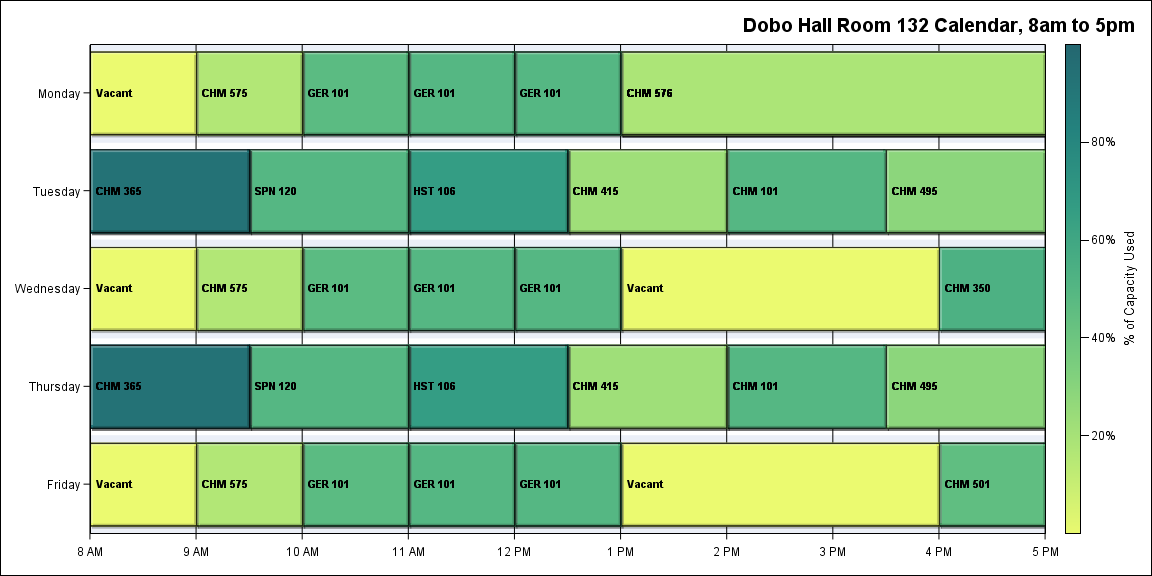 Dobo Hall Room 132 Calendar, 8am to 5pm
Monday
Vacant
CHM 575
GER 101
GER 101
GER 101
CHM 576
Tuesday
CHM 365
SPN 120
HST 106
CHM 415
CHM 101
CHM 495
Wednesday
Vacant
CHM 575
GER 101
GER 101
GER 101
Vacant
CHM 350
Thursday
CHM 365
SPN 120
HST 106
CHM 415
CHM 101
CHM 495
Friday
Vacant
CHM 575
GER 101
GER 101
GER 101
Vacant
CHM 501
8 AM
9 AM
10 AM
11 AM
12 PM
1 PM
2 PM
3 PM
4 PM
5 PM
80%
60%
40%
20%
% of Capacity Used